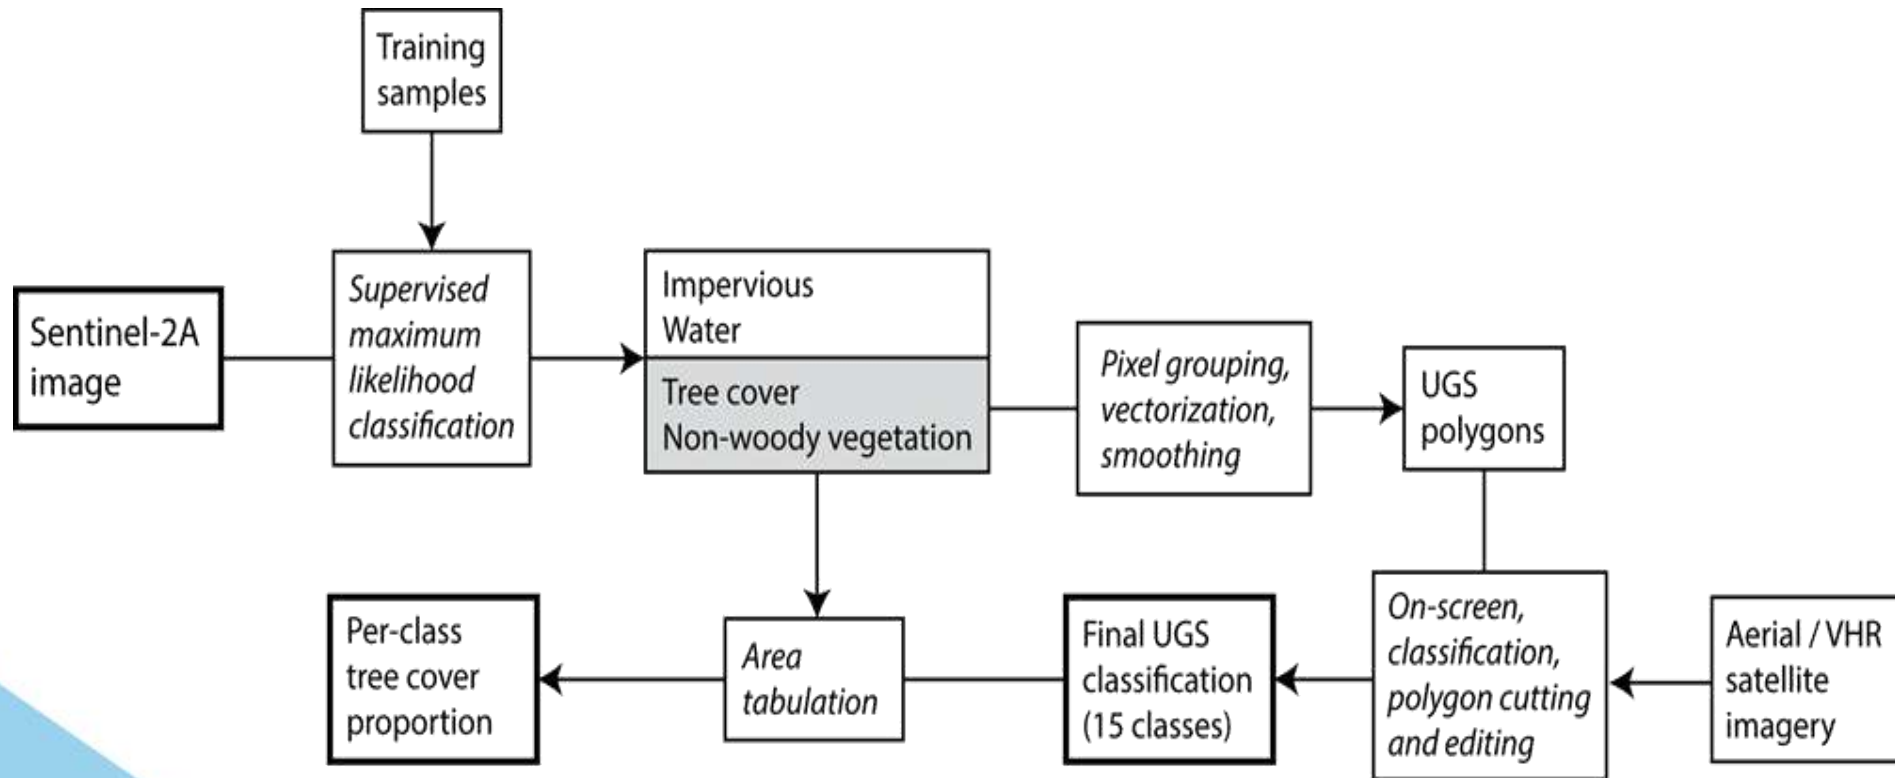 Training
samples
Sentinel-2A
image
Supervised
maximum
likelihood
classification
Impervious
Water
Tree cover
Non-woody vegetation
Pixel grouping,
vectorization,
smoothing
UGS
polygons
Per-class
tree cover
proportion
Area
tabulation
Final UGS
classification
(15 classes)
On-screen,
classification,
polygon cutting
and editing
Aerial / VHR
satellite
imagery